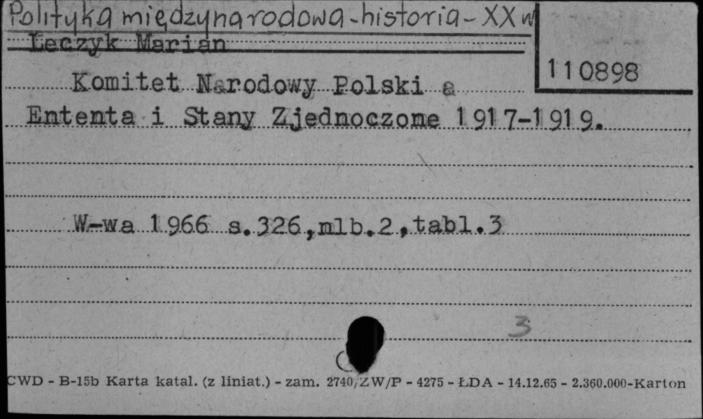 Polityka międzynarodowa - historia - XX w
Leczyk Marian
110898
Komitet Narodowy Polski a
Ententa i Stany Zjednoczone 1917-1919.
W-wa 1966 s.326,nlb.2,tabl.3
3
CWD - B-15b Karta katal. (z liniat.) - zam. 2740/ZW/P - 4275 - ŁDA - 14.12.65 - 2.360.000-Karton